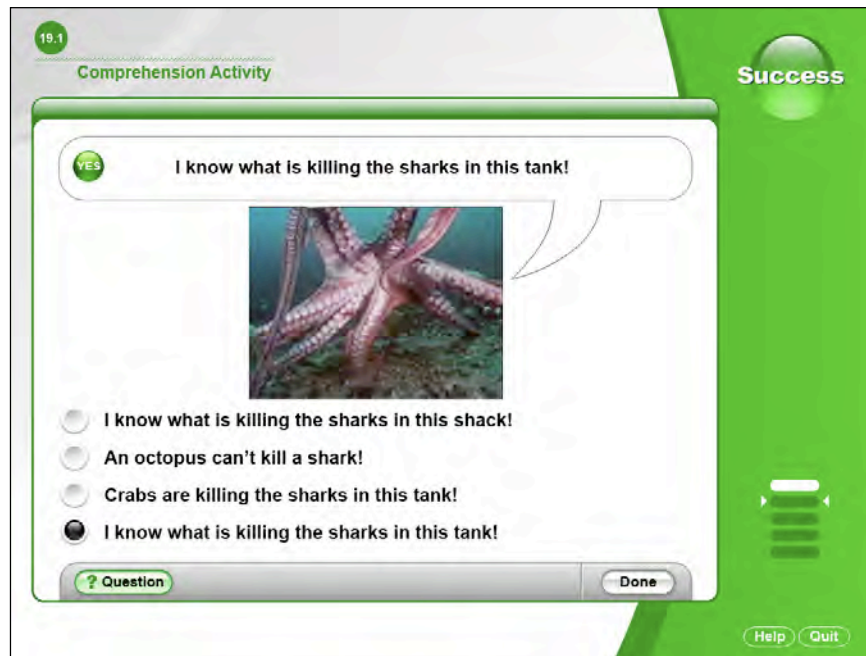 19.1
Comprehension Activity
Success
YES
I know what is killing the sharks in this tank!
I know what is killing the sharks in this shack!
An octopus can't kill a shark!
Crabs are killing the sharks in this tank!
I know what is killing the sharks in this tank!
? Question
Done
Help
Quit